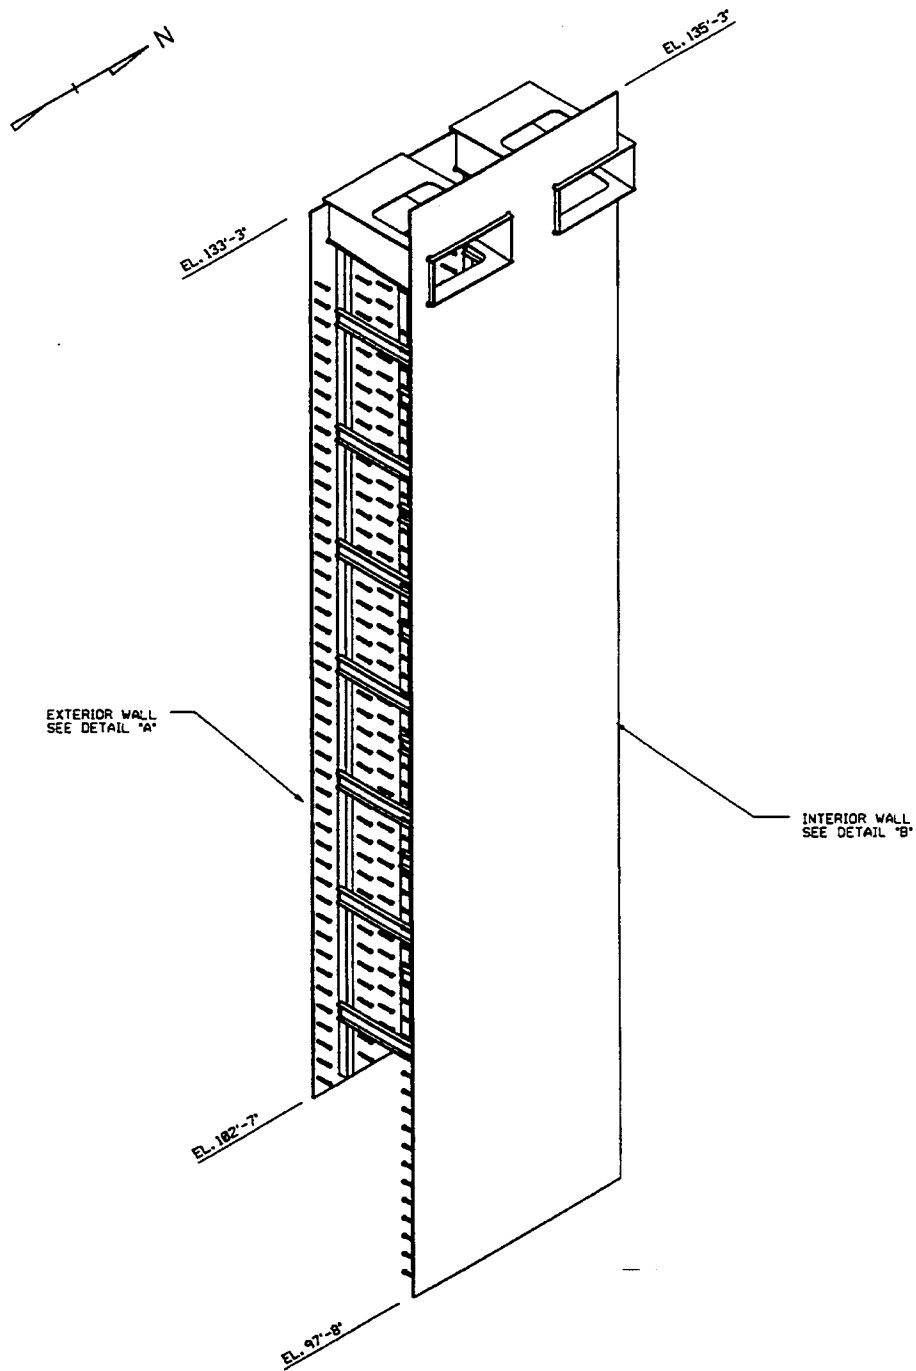 N
EL. 135'-3"
EL. 133'-3"
EXTERIOR WALL
SEE DETAIL "A"
INTERIOR WALL
SEE DETAIL "B"
EL. 102'-7"
EL. 97'-8"